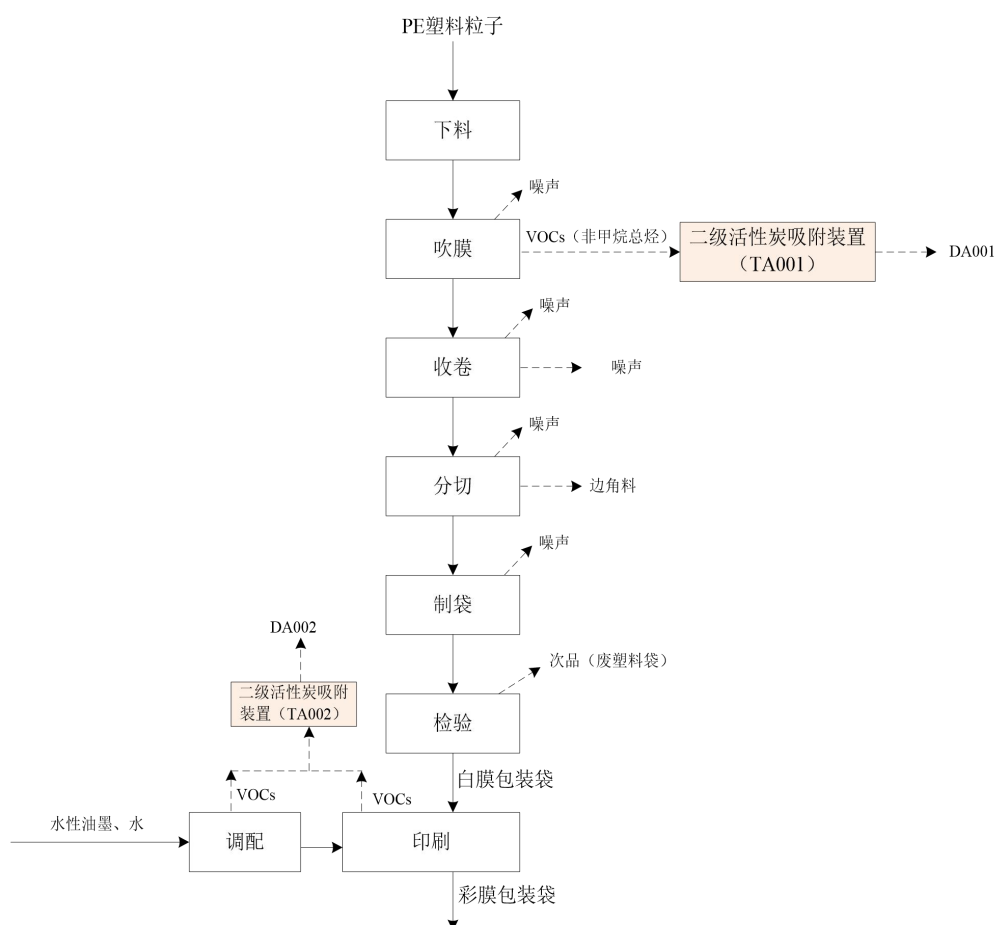 PE塑料粒子
下料
噪声
吹膜
VOCs（非甲烷总烃）
二级活性炭吸附装置
（TA001）
DA001
噪声
收卷
噪声
噪声
分切
边角料
噪声
制袋
DA002
次品（废塑料袋）
二级活性炭吸附
装置（TA002）
检验
白膜包装袋
VOCs
VOCs
水性油墨、水
调配
印刷
彩膜包装袋